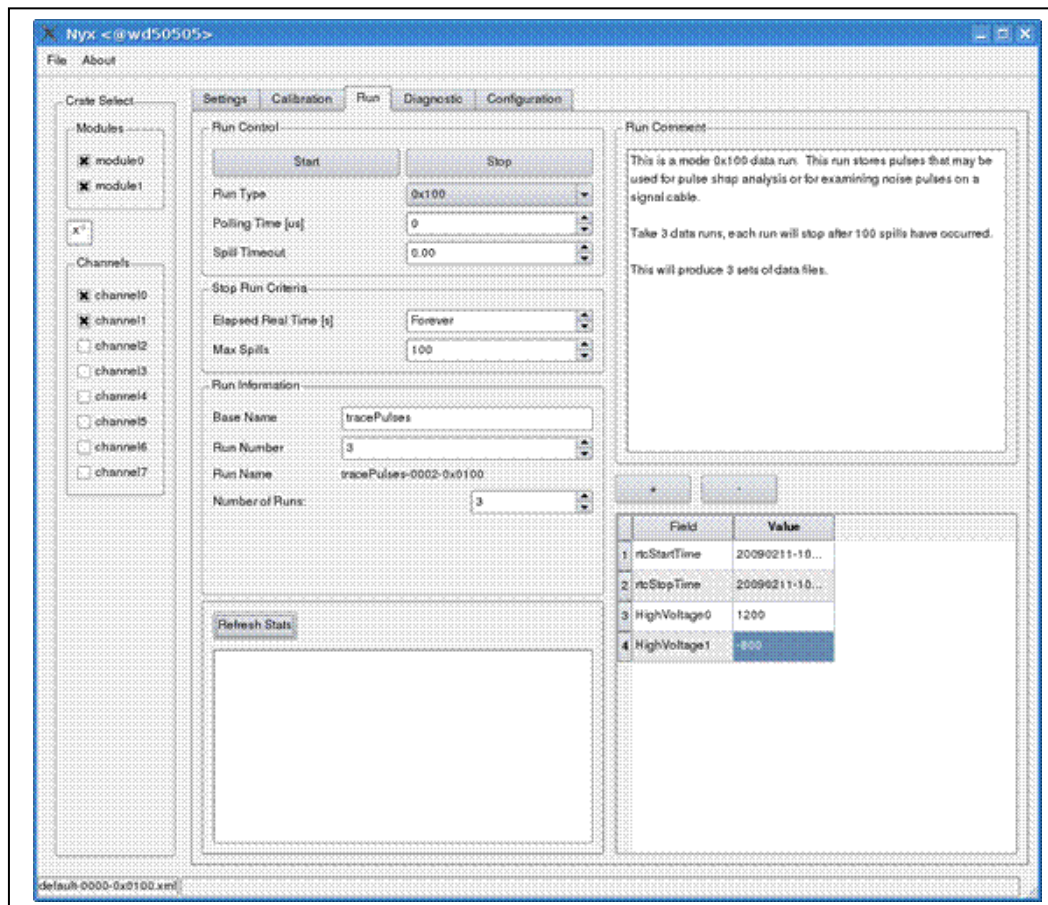 Nyx <@wd50505>
File About
Crate Select
Modules
module0
module1
x⁻¹
Channels
channel0
channel1
channel2
channel3
channel4
channel5
channel6
channel7
Settings Calibration Run Diagnostic Configuration
Run Control
Start Stop
Run Type 0x100
Polling Time [us] 0
Spill Timeout 0.00
Stop Run Criteria
Elapsed Real Time [s] Forever
Max Spills 100
Run Information
Base Name tracePulses
Run Number 3
Run Name tracePulses-0002-0x0100
Number of Runs: 3
Refresh Stats
Run Comment
This is a mode 0x100 data run. This run stores pulses that may be
used for pulse shap analysis or for examining noise pulses on a
signal cable.
Take 3 data runs, each run will stop after 100 spills have occurred.
This will produce 3 sets of data files.
+ -
Field Value
1 rtcStartTime 20090211-10...
2 rtcStopTime 20090211-10...
3 HighVoltage0 1200
4 HighVoltage1 -800
default-0000-0x0100.xml